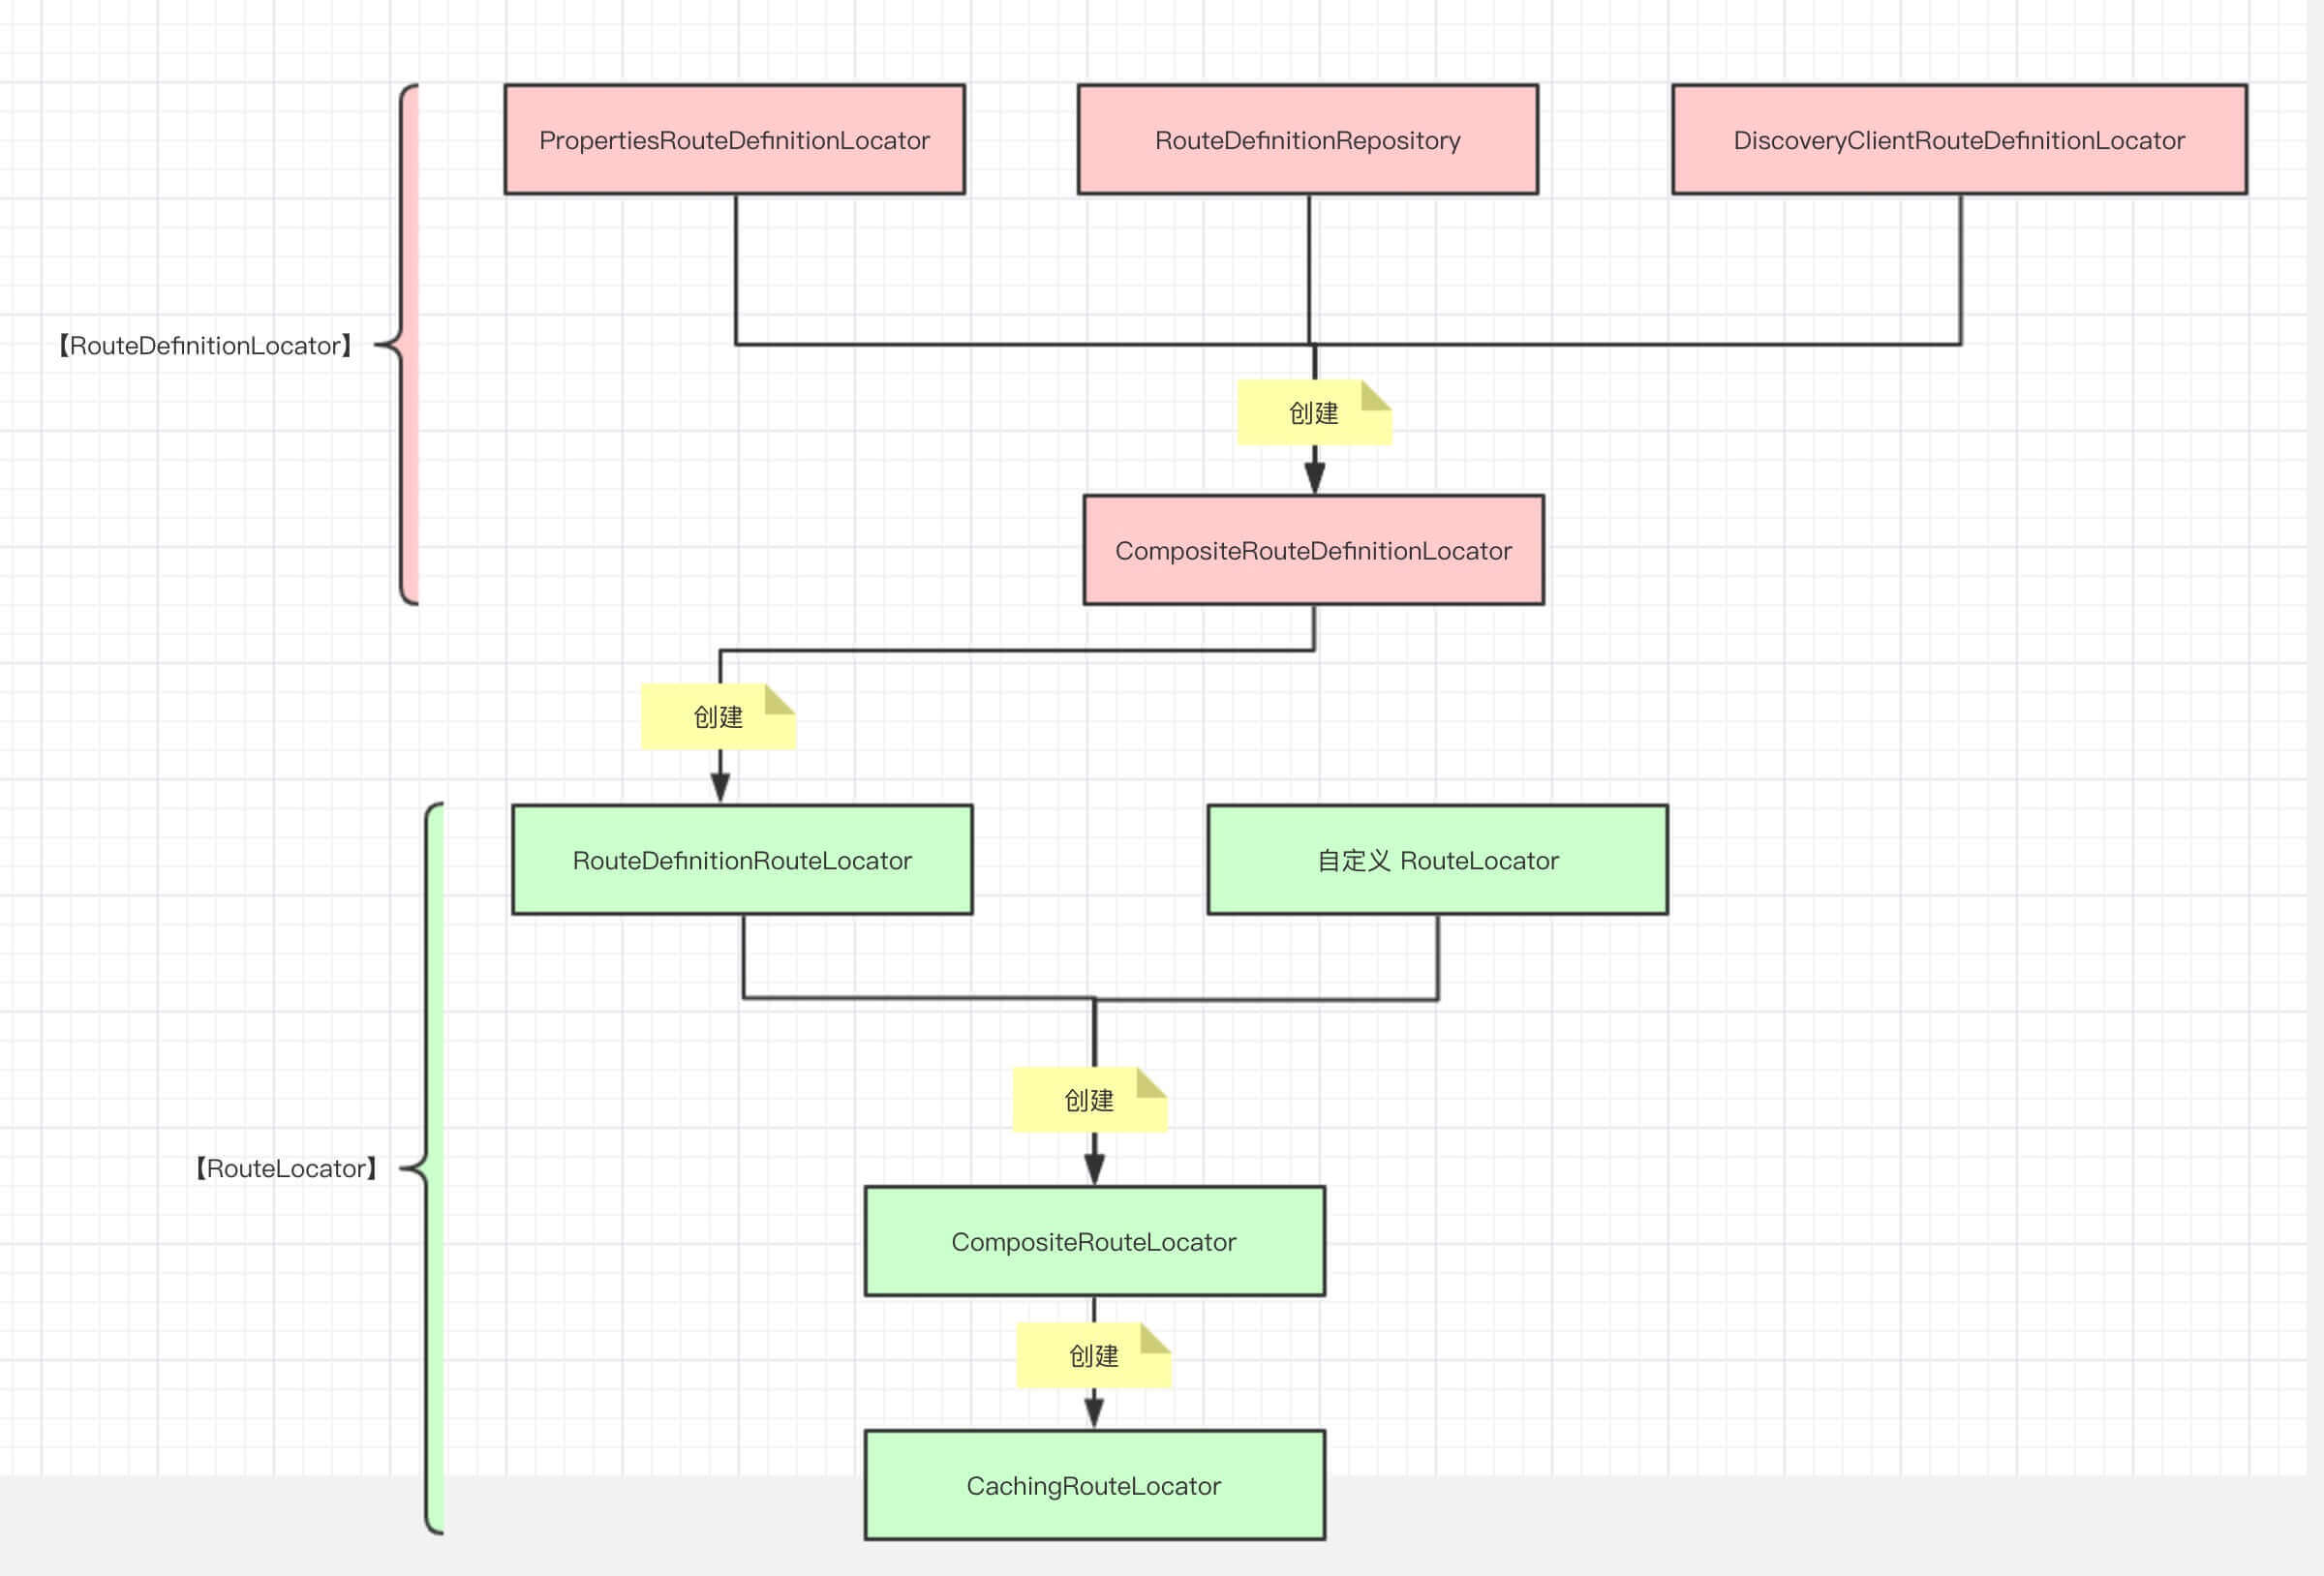 PropertiesRouteDefinitionLocator
RouteDefinitionRepository
DiscoveryClientRouteDefinitionLocator
【RouteDefinitionLocator】
创建
CompositeRouteDefinitionLocator
创建
RouteDefinitionRouteLocator
自定义 RouteLocator
创建
【RouteLocator】
CompositeRouteLocator
创建
CachingRouteLocator